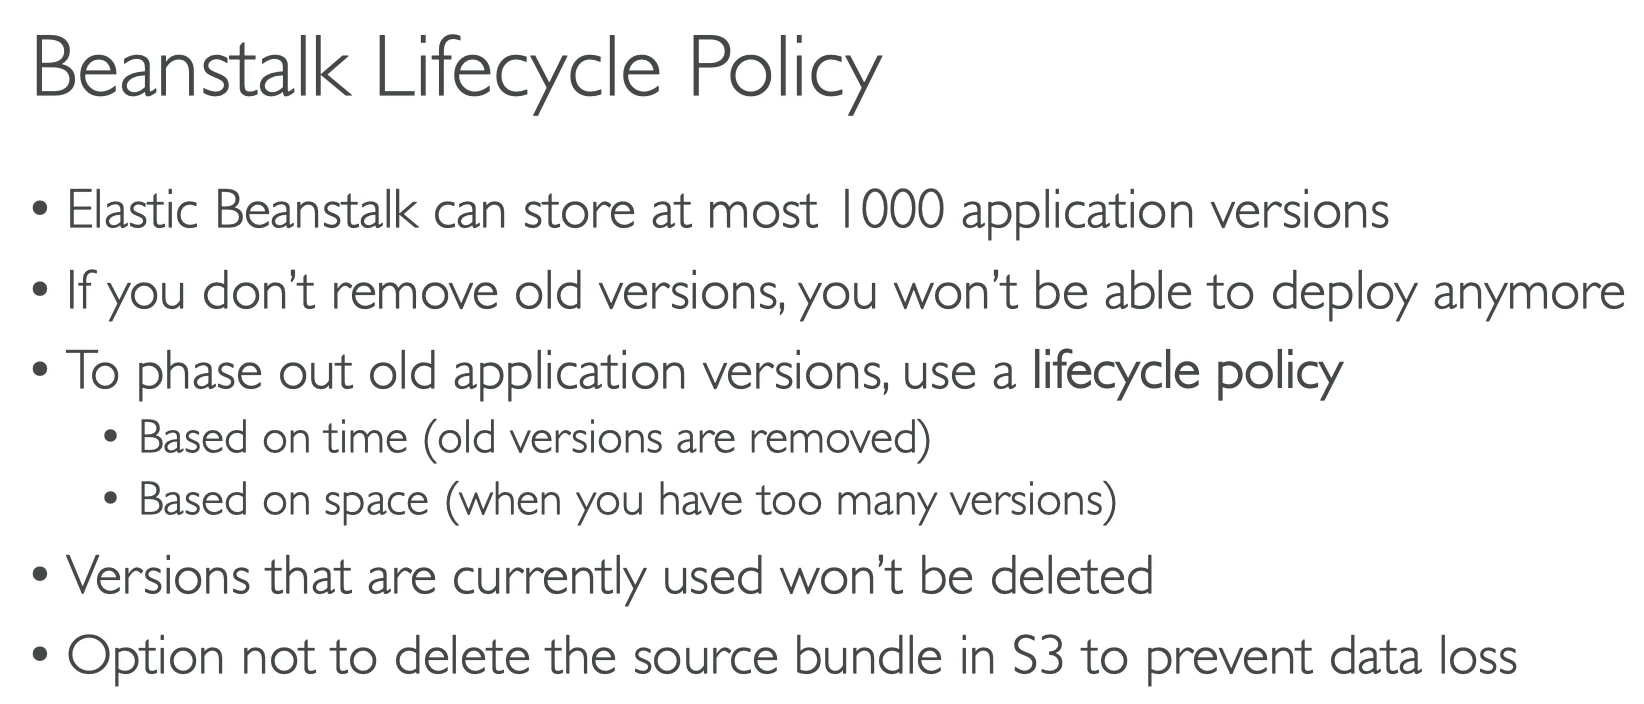 Beanstalk Lifecycle Policy
• Elastic Beanstalk can store at most 1000 application versions
• If you don’t remove old versions, you won’t be able to deploy anymore
• To phase out old application versions, use a lifecycle policy
• Based on time (old versions are removed)
• Based on space (when you have too many versions)
• Versions that are currently used won’t be deleted
• Option not to delete the source bundle in S3 to prevent data loss